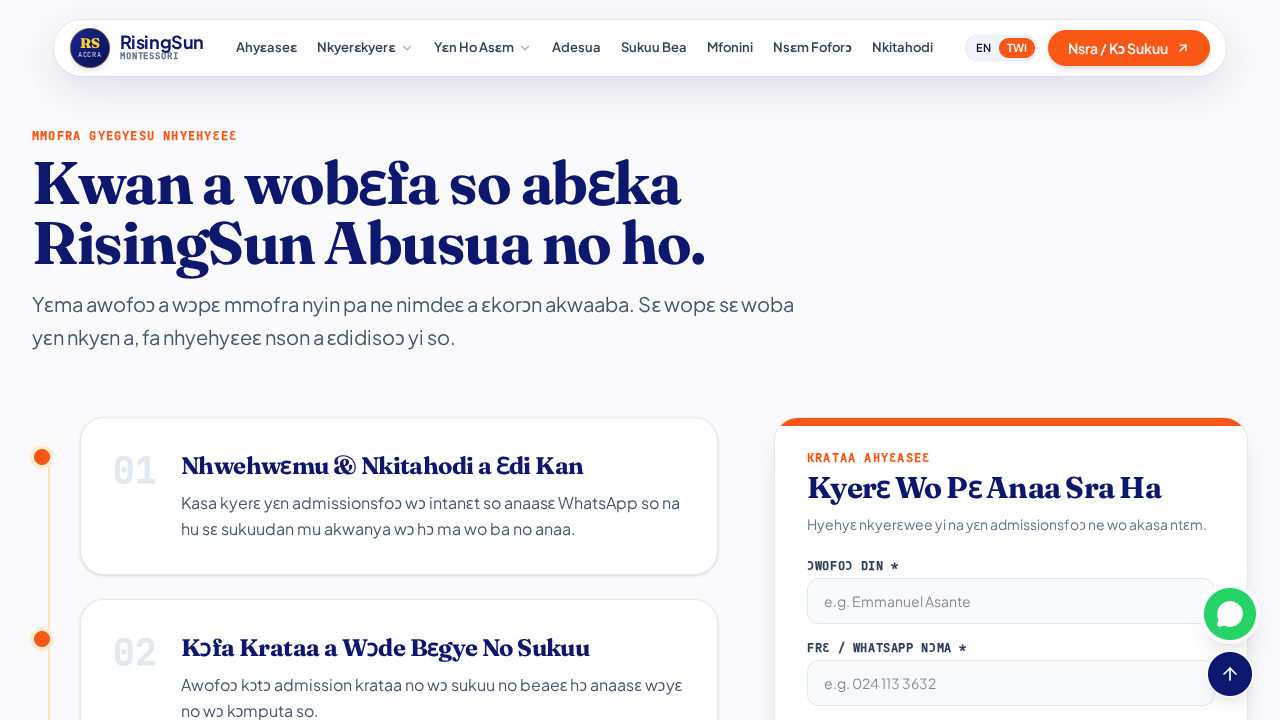 RS
ACCRA
RisingSun
MONTESSORI
Ahyɛaseɛ
Nkyerɛkyerɛ
Yɛn Ho Asɛm
Adesua
Sukuu Bea
Mfonini
Nsɛm Foforɔ
Nkitahodi
EN
TWI
Nsra / Kɔ Sukuu
MMOFRA GYEGYESU NHYEHYƐEƐ
Kwan a wobɛfa so abɛka
RisingSun Abusua no ho.
Yɛma awofoɔ a wɔpɛ mmofra nyin pa ne nimdeɛ a ɛkorɔn akwaaba. Sɛ wopɛ sɛ woba
yɛn nkyɛn a, fa nhyehyɛeɛ nson a ɛdidisoɔ yi so.
01
Nhwehwɛmu & Nkitahodi a Ɛdi Kan
Kasa kyerɛ yɛn admissionsfoɔ wɔ intanɛt so anaasɛ WhatsApp so na
hu sɛ sukuudan mu akwanya wɔ hɔ ma wo ba no anaa.
02
Kɔfa Krataa a Wɔde Bɛgye No Sukuu
Awofoɔ kɔtɔ admission krataa no wɔ sukuu no beaeɛ hɔ anaasɛ wɔyɛ
no wɔ kɔmputa so.
KRATAA AHYƐASEƐ
Kyerɛ Wo Pɛ Anaa Sra Ha
Hyehyɛ nkyerɛwee yi na yɛn admissionsfoɔ ne wo akasa ntɛm.
ƆWOFOƆ DIN *
e.g. Emmanuel Asante
FRƐ / WHATSAPP NƆMA *
e.g. 024 113 3632